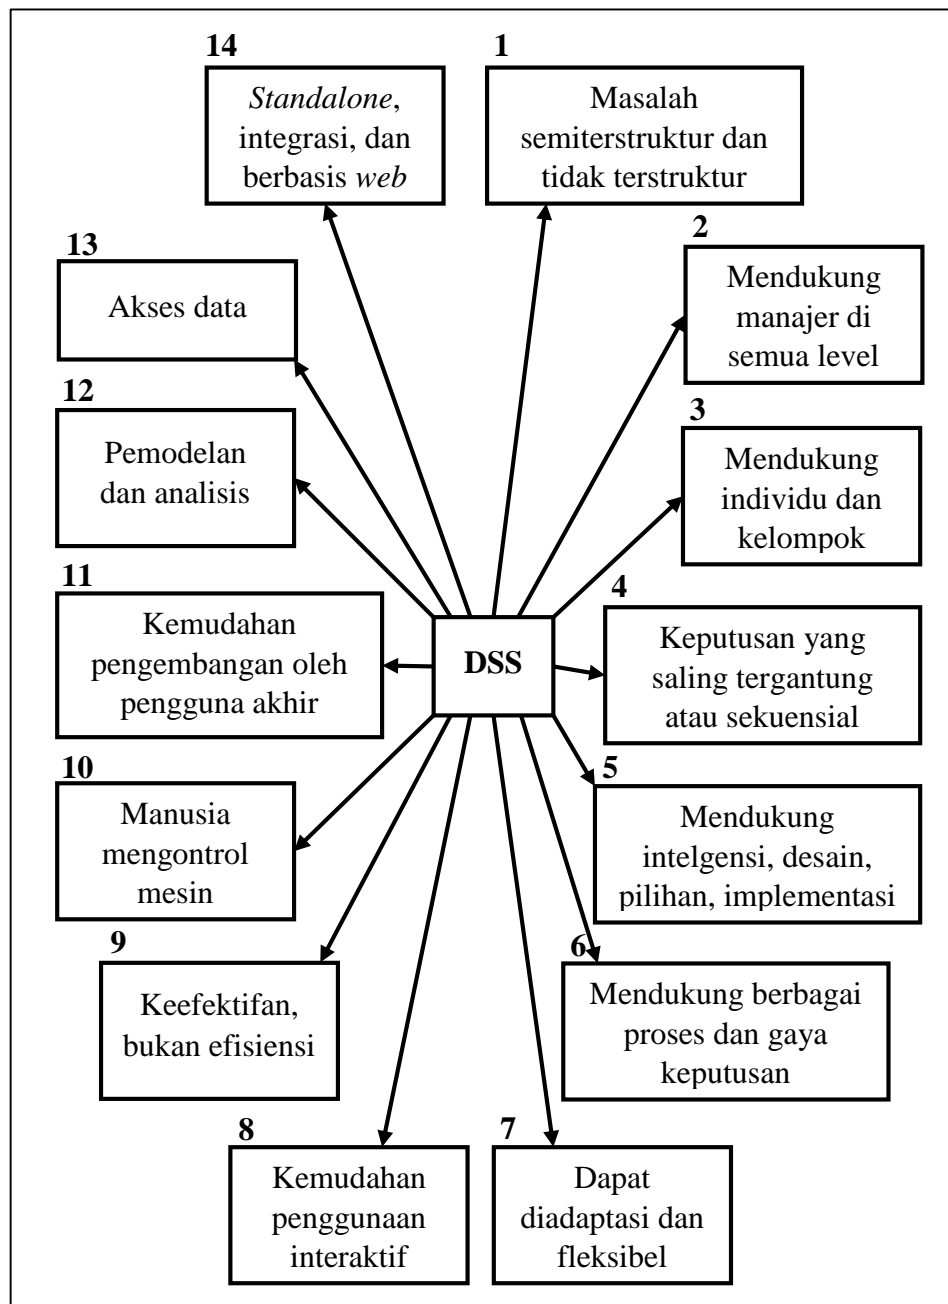 14
Standalone,
integrasi, dan
berbasis web
1
Masalah
semiterstruktur dan
tidak terstruktur
2
Mendukung
manajer di
semua level
13
Akses data
3
Mendukung
individu dan
kelompok
12
Pemodelan
dan analisis
4
Keputusan yang
saling tergantung
atau sekuensial
11
Kemudahan
pengembangan oleh
pengguna akhir
DSS
5
Mendukung
intelgensi, desain,
pilihan, implementasi
10
Manusia
mengontrol
mesin
6
Mendukung berbagai
proses dan gaya
keputusan
9
Keefektifan,
bukan efisiensi
7
Dapat
diadaptasi dan
fleksibel
8
Kemudahan
penggunaan
interaktif